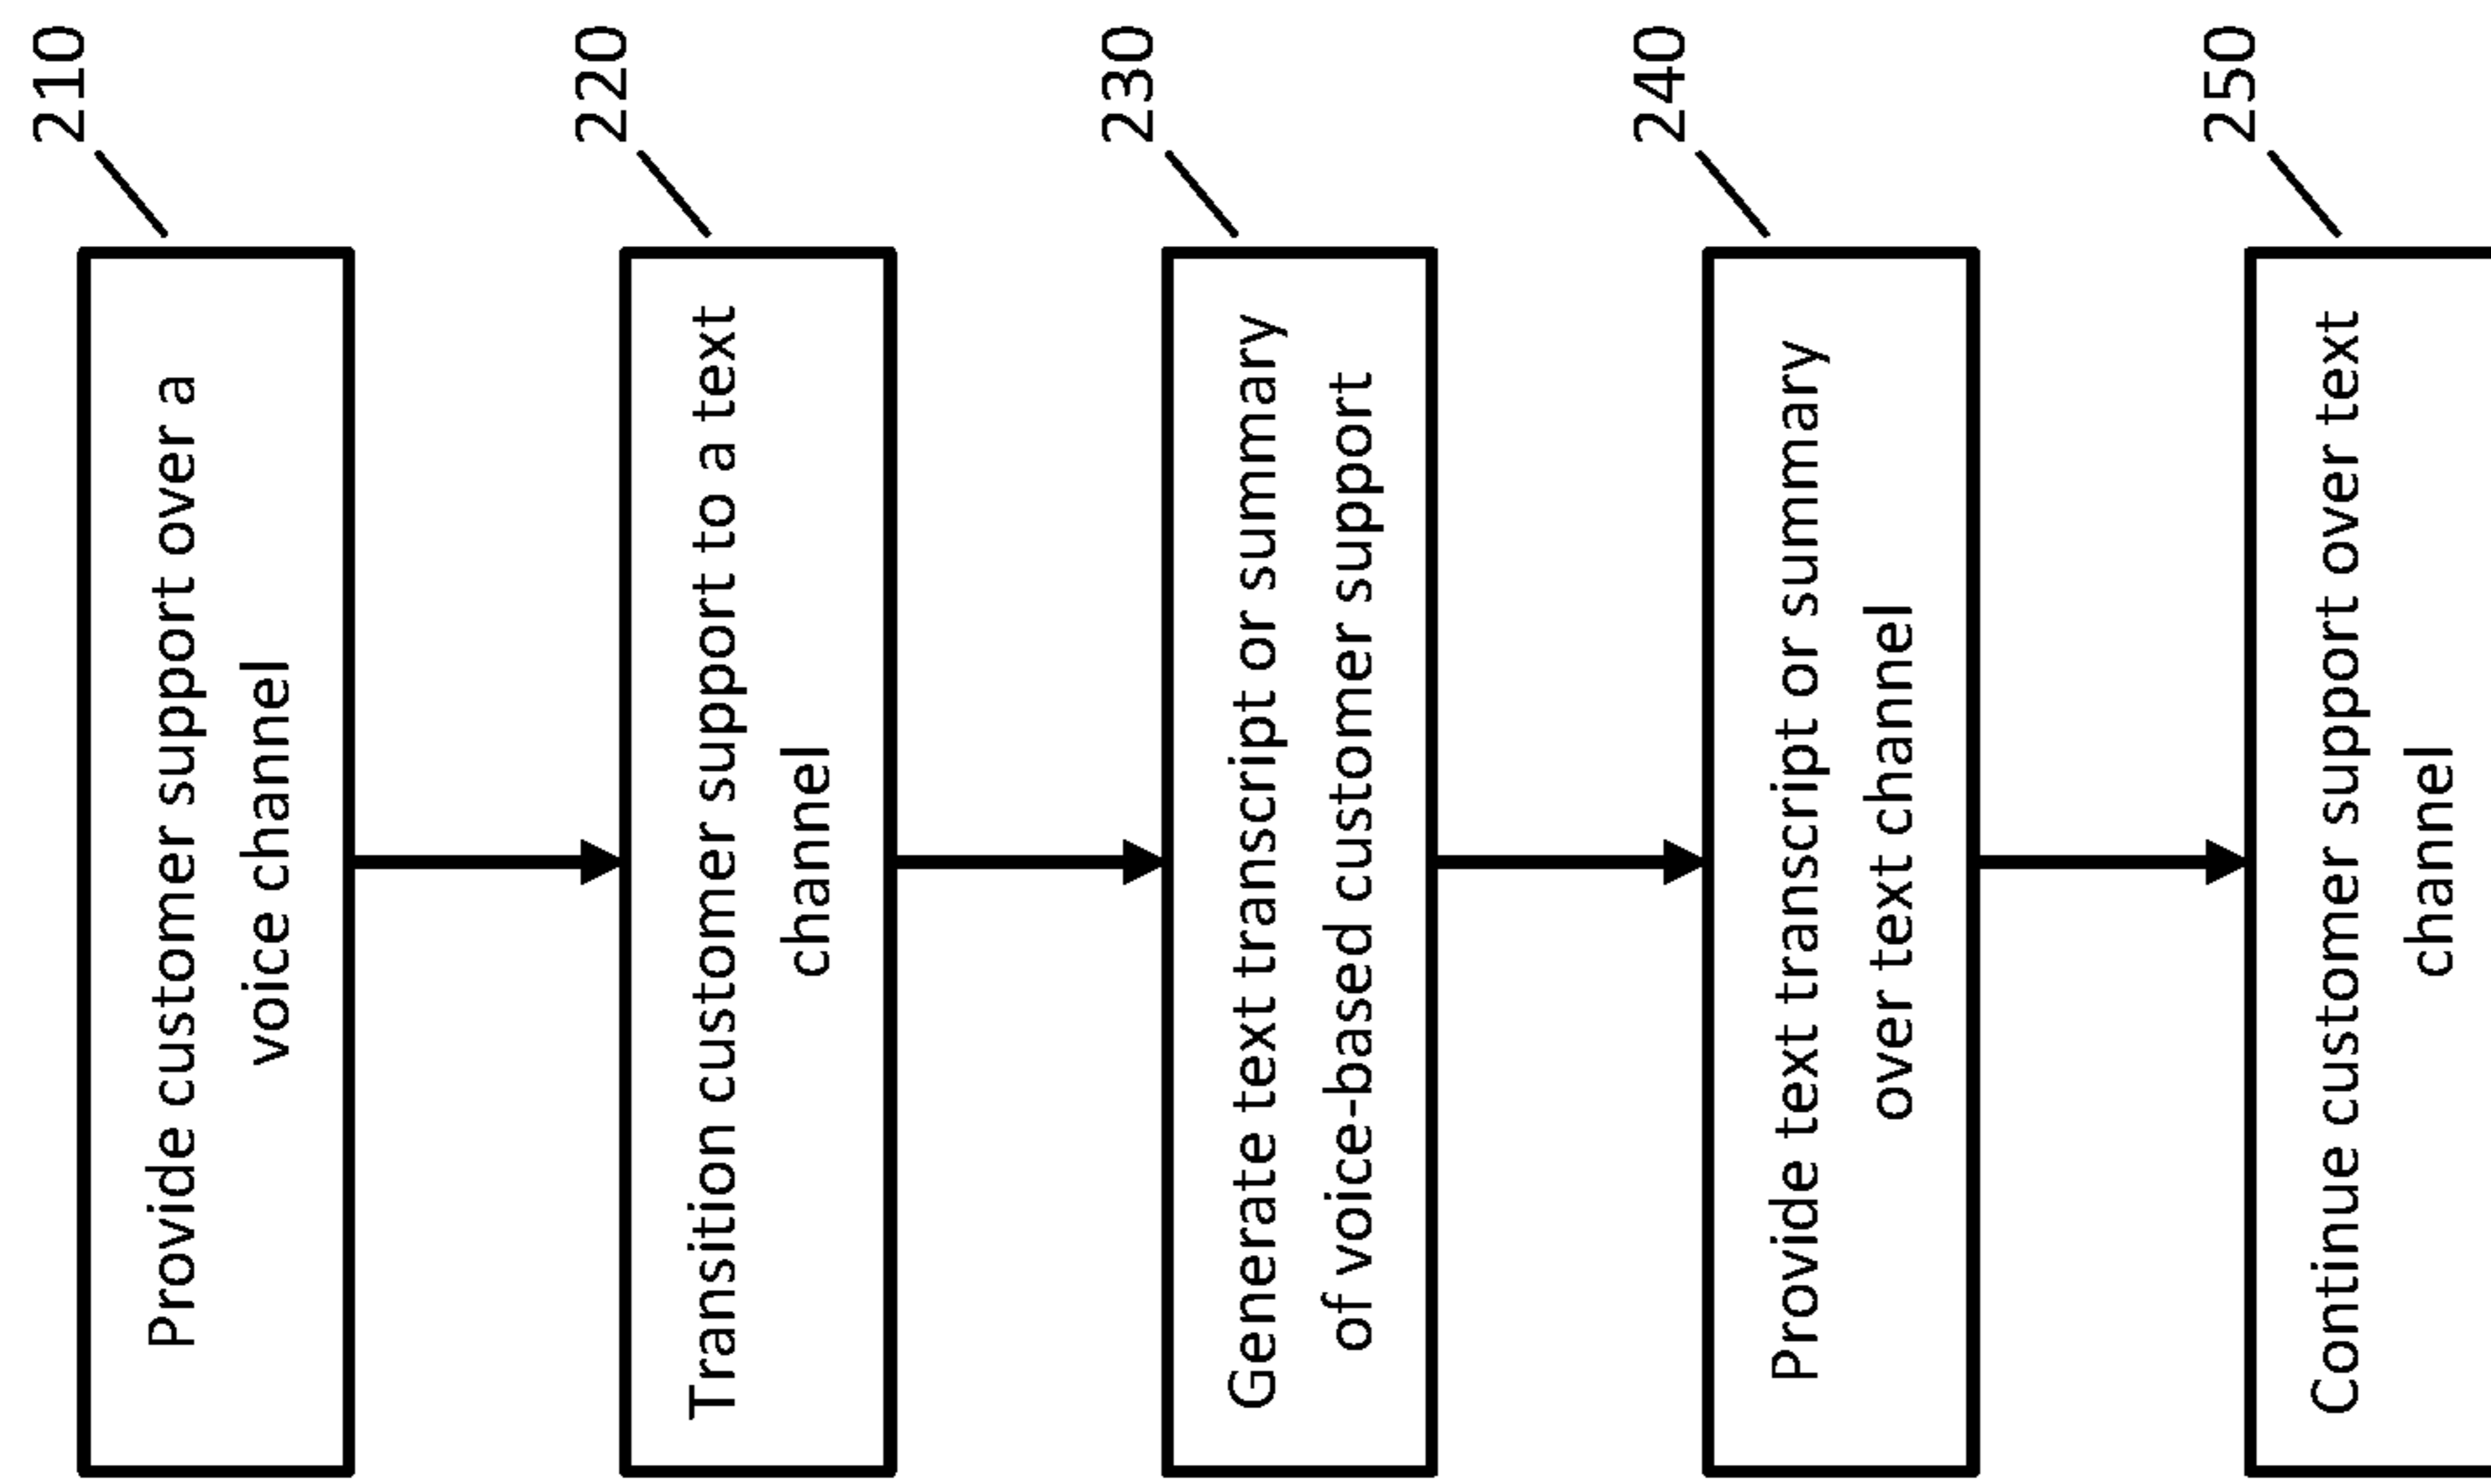 210
Provide customer support over a
voice channel
220
Transition customer support to a text
channel
230
Generate text transcript or summary
of voice-based customer support
240
Provide text transcript or summary
over text channel
250
Continue customer support over text
channel